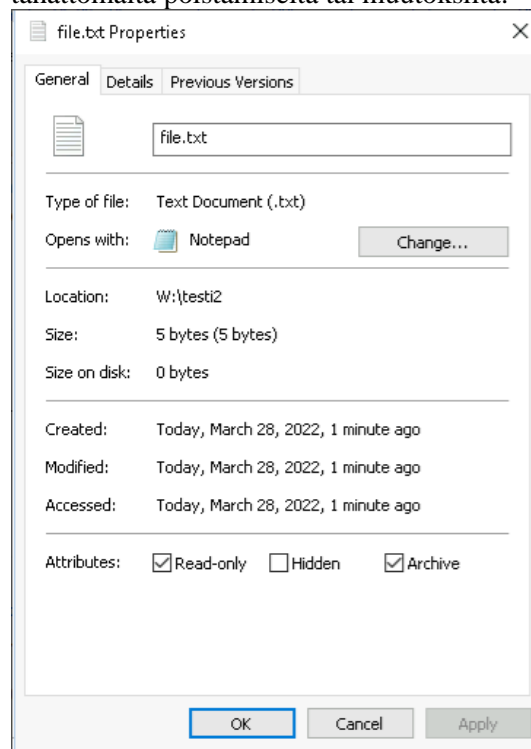 file.txt Properties
General Details Previous Versions
file.txt
Type of file: Text Document (.txt)
Opens with: Notepad Change...
Location: W:\testi2
Size: 5 bytes (5 bytes)
Size on disk: 0 bytes
Created: Today, March 28, 2022, 1 minute ago
Modified: Today, March 28, 2022, 1 minute ago
Accessed: Today, March 28, 2022, 1 minute ago
Attributes: Read-only Hidden Archive
OK Cancel Apply